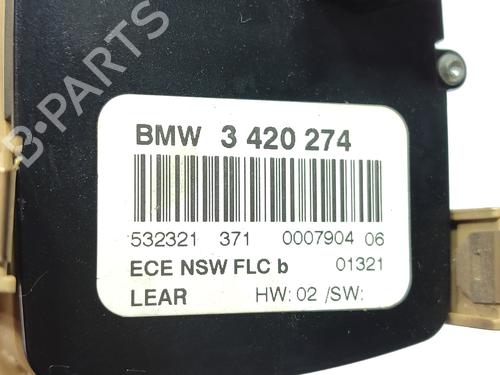 B-PARTS
BMW 3 420 274
532321 371 0007904 06
ECE NSW FLC b 01321
LEAR HW: 02 /SW: